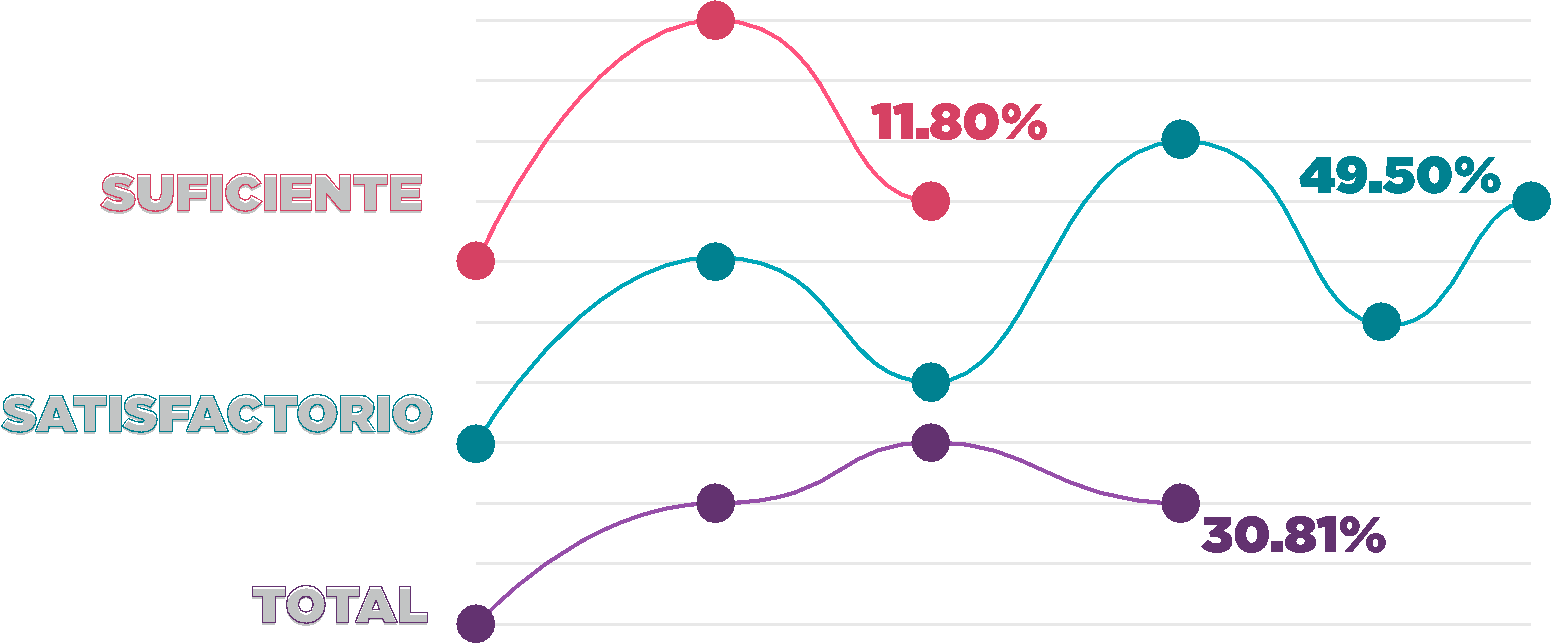 11.80%
49.50%
SUFICIENTE
SATISFACTORIO
30.81%
TOTAL